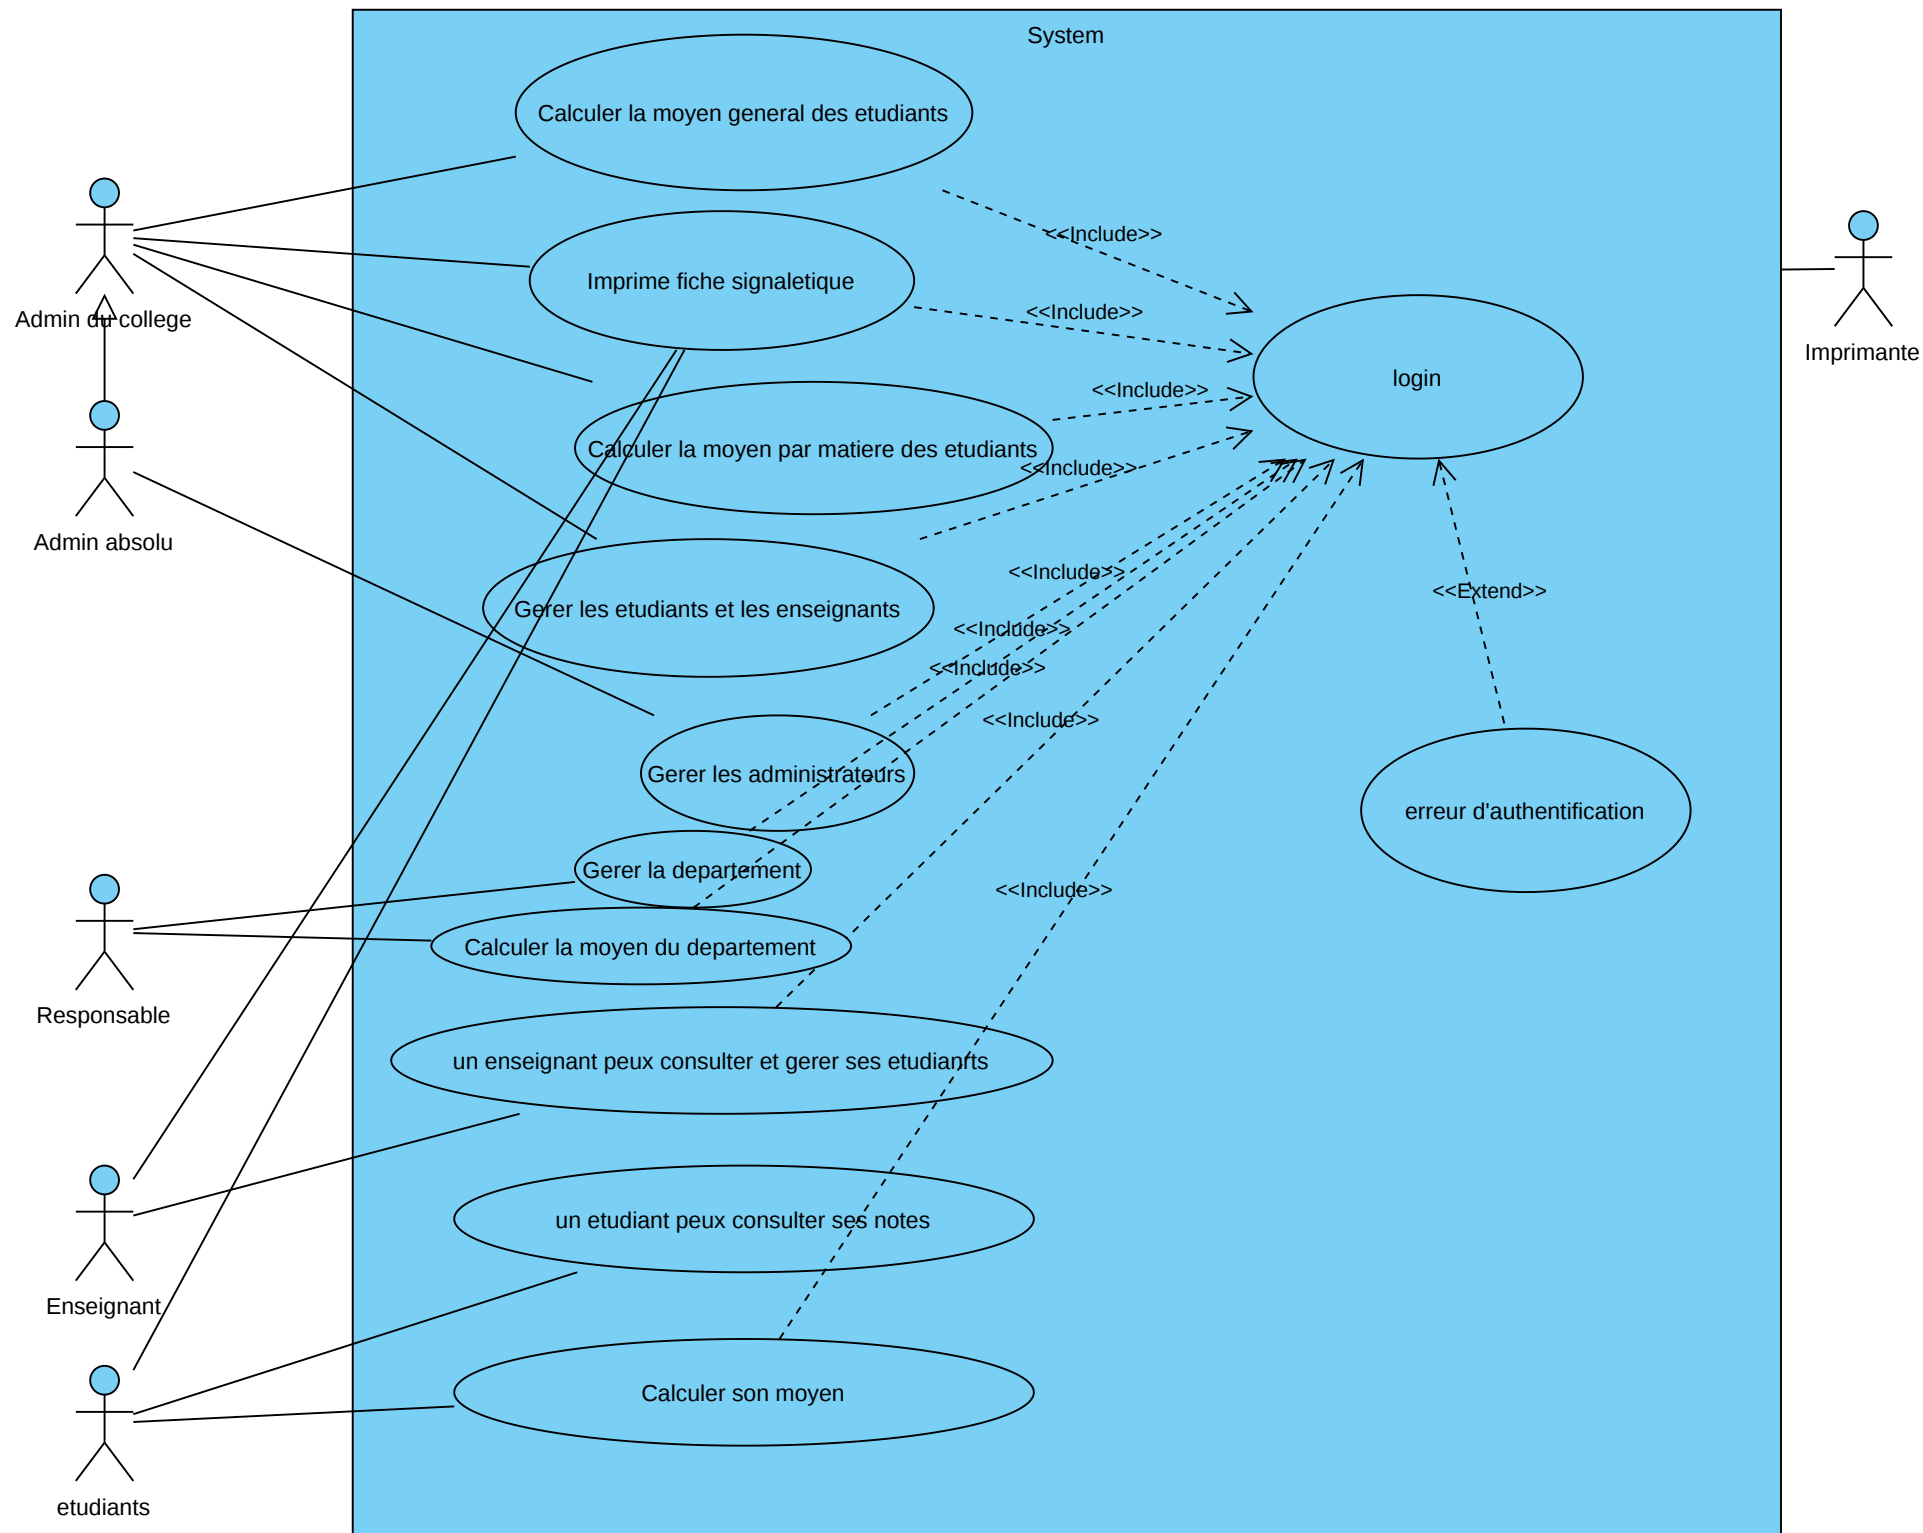 System
Calculer la moyen general des etudiants
<<Include>>
Imprime fiche signaletique
<<Include>>
Admin du college
Imprimante
login
<<Include>>
Calculer la moyen par matiere des etudiants
<<Include>>
Admin absolu
<<Include>>
<<Extend>>
Gerer les etudiants et les enseignants
<<Include>>
<<Include>>
<<Include>>
Gerer les administrateurs
erreur d'authentification
Gerer la departement
<<Include>>
Calculer la moyen du departement
Responsable
un enseignant peux consulter et gerer ses etudianrts
un etudiant peux consulter ses notes
Enseignant
Calculer son moyen
etudiants